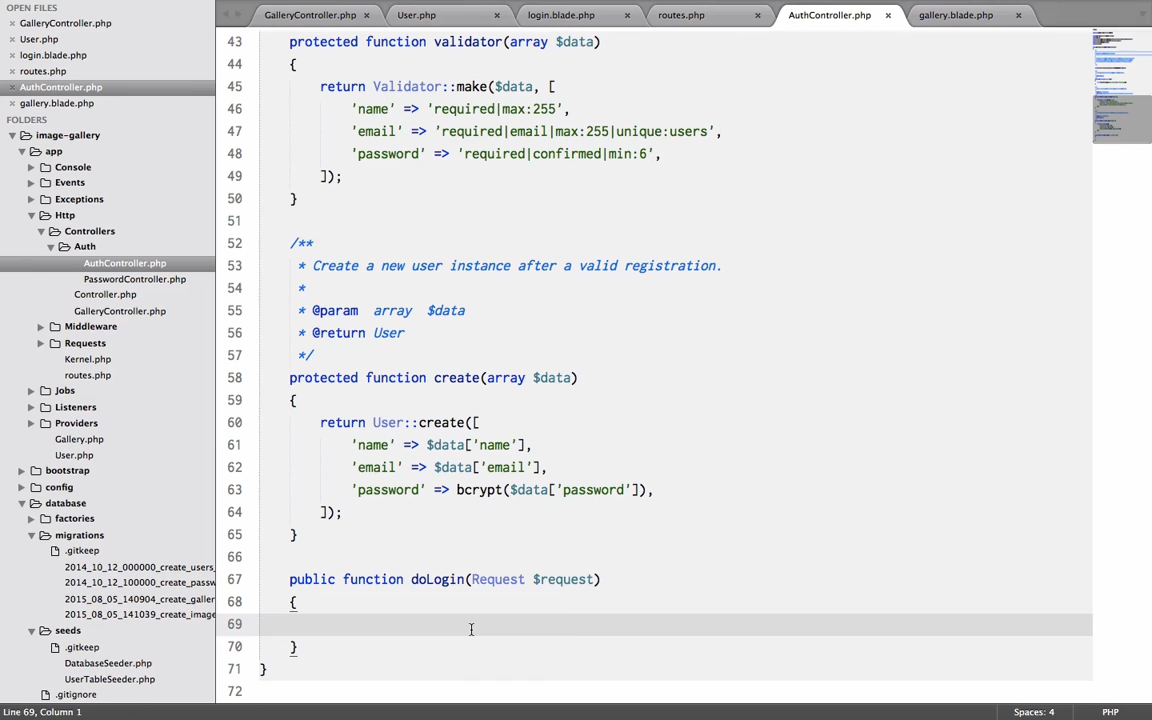 OPEN FILES
GalleryController.php
User.php
login.blade.php
routes.php
AuthController.php
gallery.blade.php
FOLDERS
image-gallery
app
Console
Events
Exceptions
Http
Controllers
Auth
AuthController.php
PasswordController.php
Controller.php
GalleryController.php
Middleware
Requests
Kernel.php
routes.php
Jobs
Listeners
Providers
Gallery.php
User.php
bootstrap
config
database
factories
migrations
.gitkeep
2014_10_12_000000_create_users_
2014_10_12_100000_create_passw
2015_08_05_140904_create_galler
2015_08_05_141039_create_image
seeds
.gitkeep
DatabaseSeeder.php
UserTableSeeder.php
.gitignore
GalleryController.php User.php login.blade.php routes.php AuthController.php gallery.blade.php
43 protected function validator(array $data)
44 {
45 return Validator::make($data, [
46 'name' => 'required|max:255',
47 'email' => 'required|email|max:255|unique:users',
48 'password' => 'required|confirmed|min:6',
49 ]);
50 }
51
52 /**
53 * Create a new user instance after a valid registration.
54 *
55 * @param  array  $data
56 * @return User
57 */
58 protected function create(array $data)
59 {
60 return User::create([
61 'name' => $data['name'],
62 'email' => $data['email'],
63 'password' => bcrypt($data['password']),
64 ]);
65 }
66
67 public function doLogin(Request $request)
68 {
69
70 }
71 }
72
Line 69, Column 1 Spaces: 4 PHP